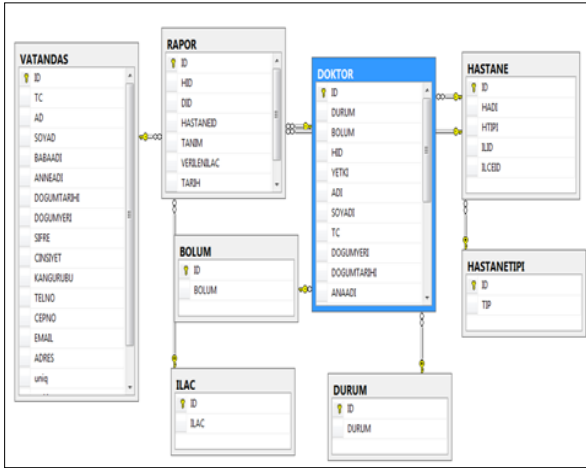 VATANDAS
ID
TC
AD
SOYAD
BABAADI
ANNEADI
DOGUMTARIHI
DOGUMYERI
SIFRE
CINSIYET
KANGURUBU
TELNO
CEPNO
EMAIL
ADRES
uniq
RAPOR
ID
HID
DID
HASTANEID
TANIM
VERILENILAC
TARIH
BOLUM
ID
BOLUM
ILAC
ID
ILAC
DOKTOR
ID
DURUM
BOLUM
HID
YETKI
ADI
SOYADI
TC
DOGUMYERI
DOGUMTARIHI
ANAADI
DURUM
ID
DURUM
HASTANE
ID
HADI
HTIPI
ILID
ILCEID
HASTANETIPI
ID
TIP